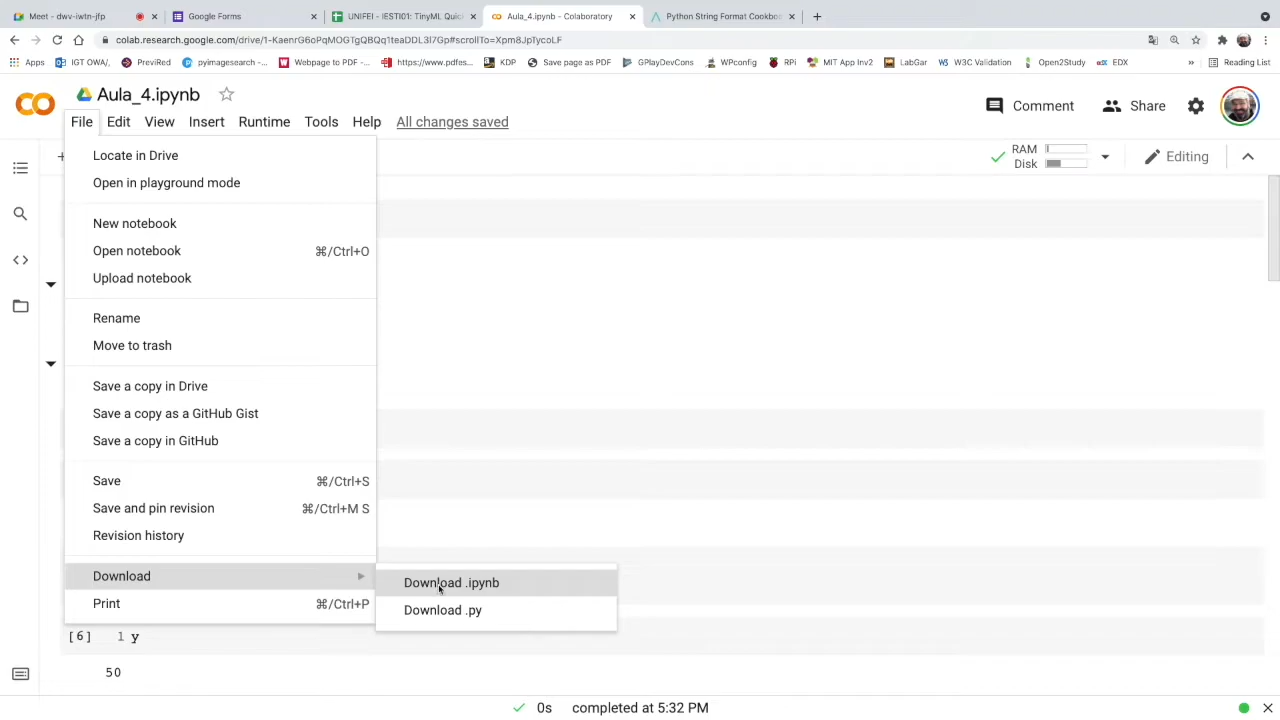 Meet - dwv-iwtn-jfp
Google Forms
UNIFEI - IESTI01: TinyML Quick
Aula_4.ipynb - Colaboratory
Python String Format Cookboo
colab.research.google.com/drive/1-KaenrG6oPqMOGTgQBQq1teaDDL3l7Gp#scrollTo=Xpm8JpTycoLF
Apps
IGT OWA/,
PreviRed
pyimagesearch -...
Webpage to PDF -...
https://www.pdfes...
KDP
Save page as PDF
GPlayDevCons
WPconfig
RPi
MIT App Inv2
LabGar
W3C Validation
Open2Study
EDX
»
Reading List
Aula_4.ipynb
File Edit View Insert Runtime Tools Help All changes saved
Comment
Share
RAM
Disk
Editing
Locate in Drive
Open in playground mode
New notebook
Open notebook ⌘/Ctrl+O
Upload notebook
Rename
Move to trash
Save a copy in Drive
Save a copy as a GitHub Gist
Save a copy in GitHub
Save ⌘/Ctrl+S
Save and pin revision ⌘/Ctrl+M S
Revision history
Download
Download .ipynb
Print ⌘/Ctrl+P
Download .py
[6] 1 y
50
0s completed at 5:32 PM